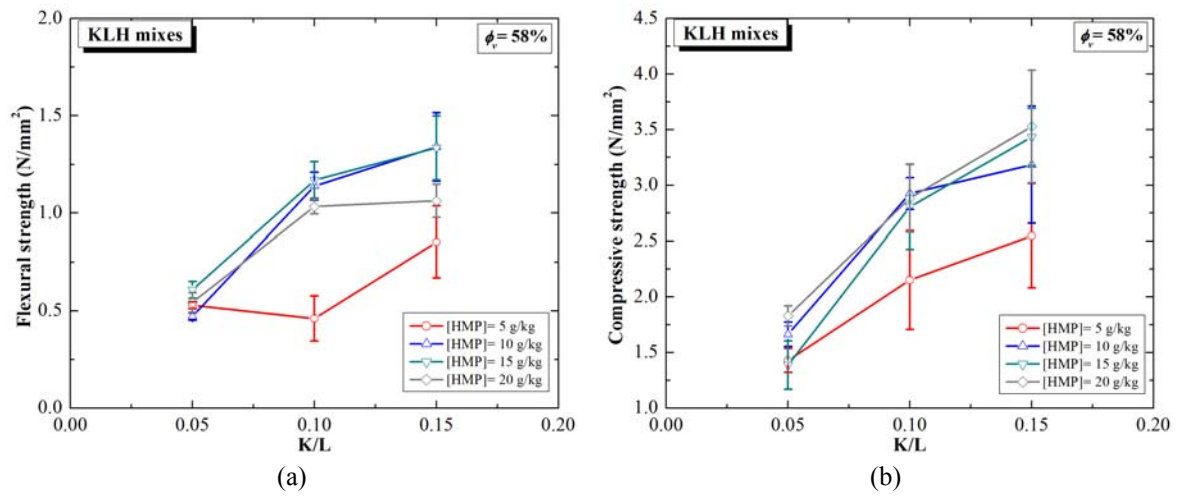 KLH mixes
ϕv = 58%
Flexural strength (N/mm²)
2.0
1.5
1.0
0.5
0.0
[HMP]= 5 g/kg
[HMP]= 10 g/kg
[HMP]= 15 g/kg
[HMP]= 20 g/kg
0.00 0.05 0.10 0.15 0.20
K/L
(a)
KLH mixes
ϕv = 58%
Compressive strength (N/mm²)
4.5
4.0
3.5
3.0
2.5
2.0
1.5
1.0
[HMP]= 5 g/kg
[HMP]= 10 g/kg
[HMP]= 15 g/kg
[HMP]= 20 g/kg
0.00 0.05 0.10 0.15 0.20
K/L
(b)